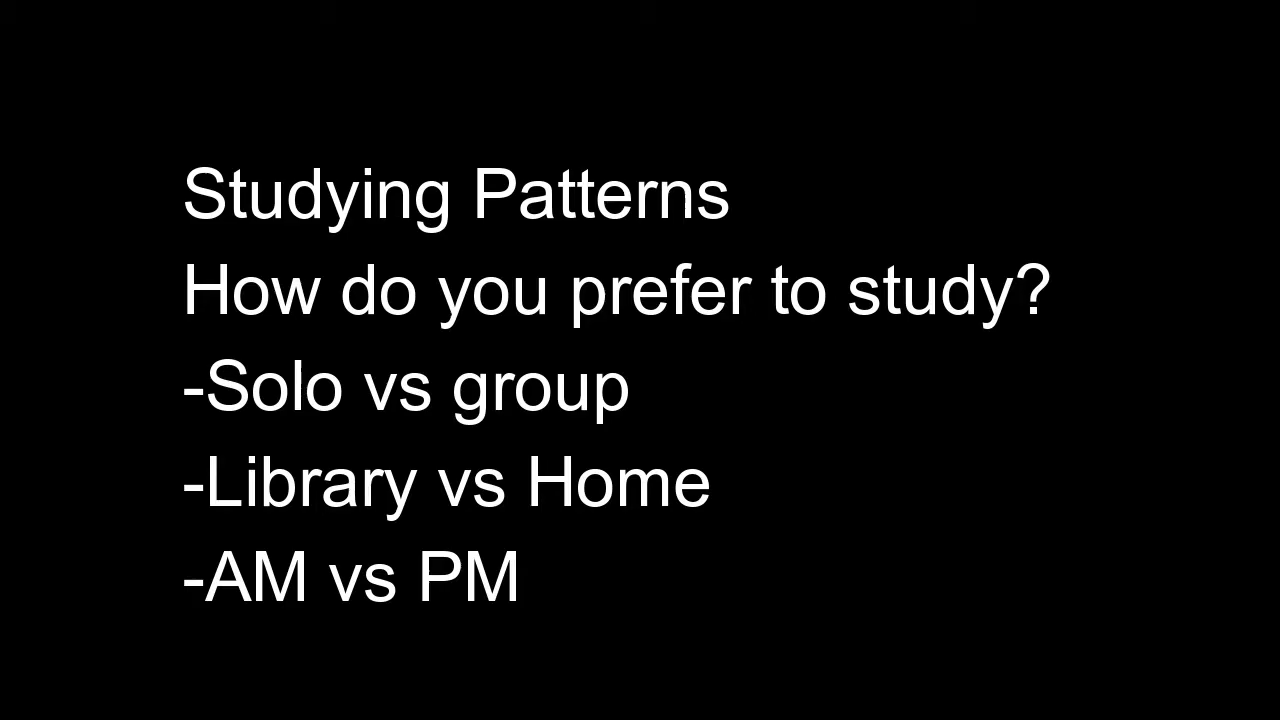 Studying Patterns
How do you prefer to study?
-Solo vs group
-Library vs Home
-AM vs PM